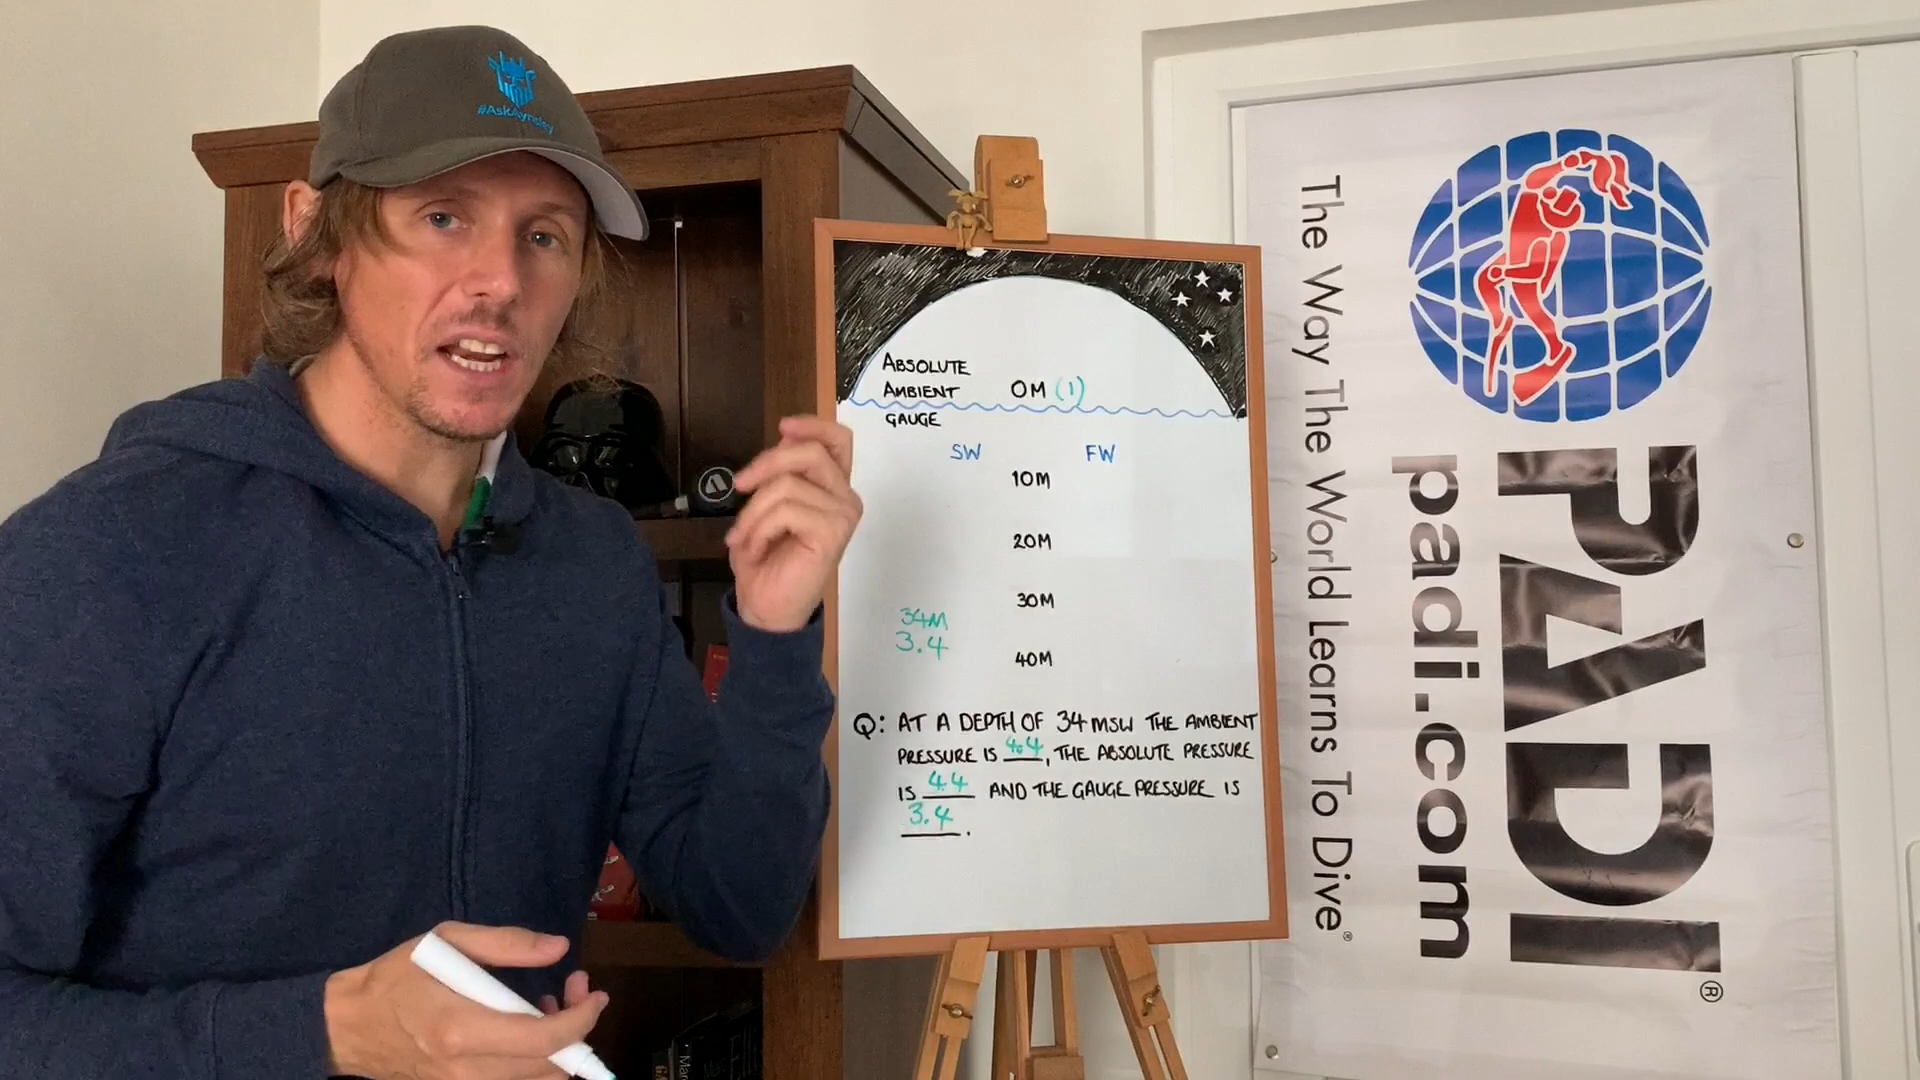 #AskAynsley
ABSOLUTE
AMBIENT 0M (1)
GAUGE
SW FW
10M
20M
30M
34M
3.4
40M
Q: AT A DEPTH OF 34 MSW THE AMBIENT
PRESSURE IS 4.4, THE ABSOLUTE PRESSURE
IS 4.4 AND THE GAUGE PRESSURE IS
3.4.
The Way The World Learns To Dive®
padi.com
PADI®